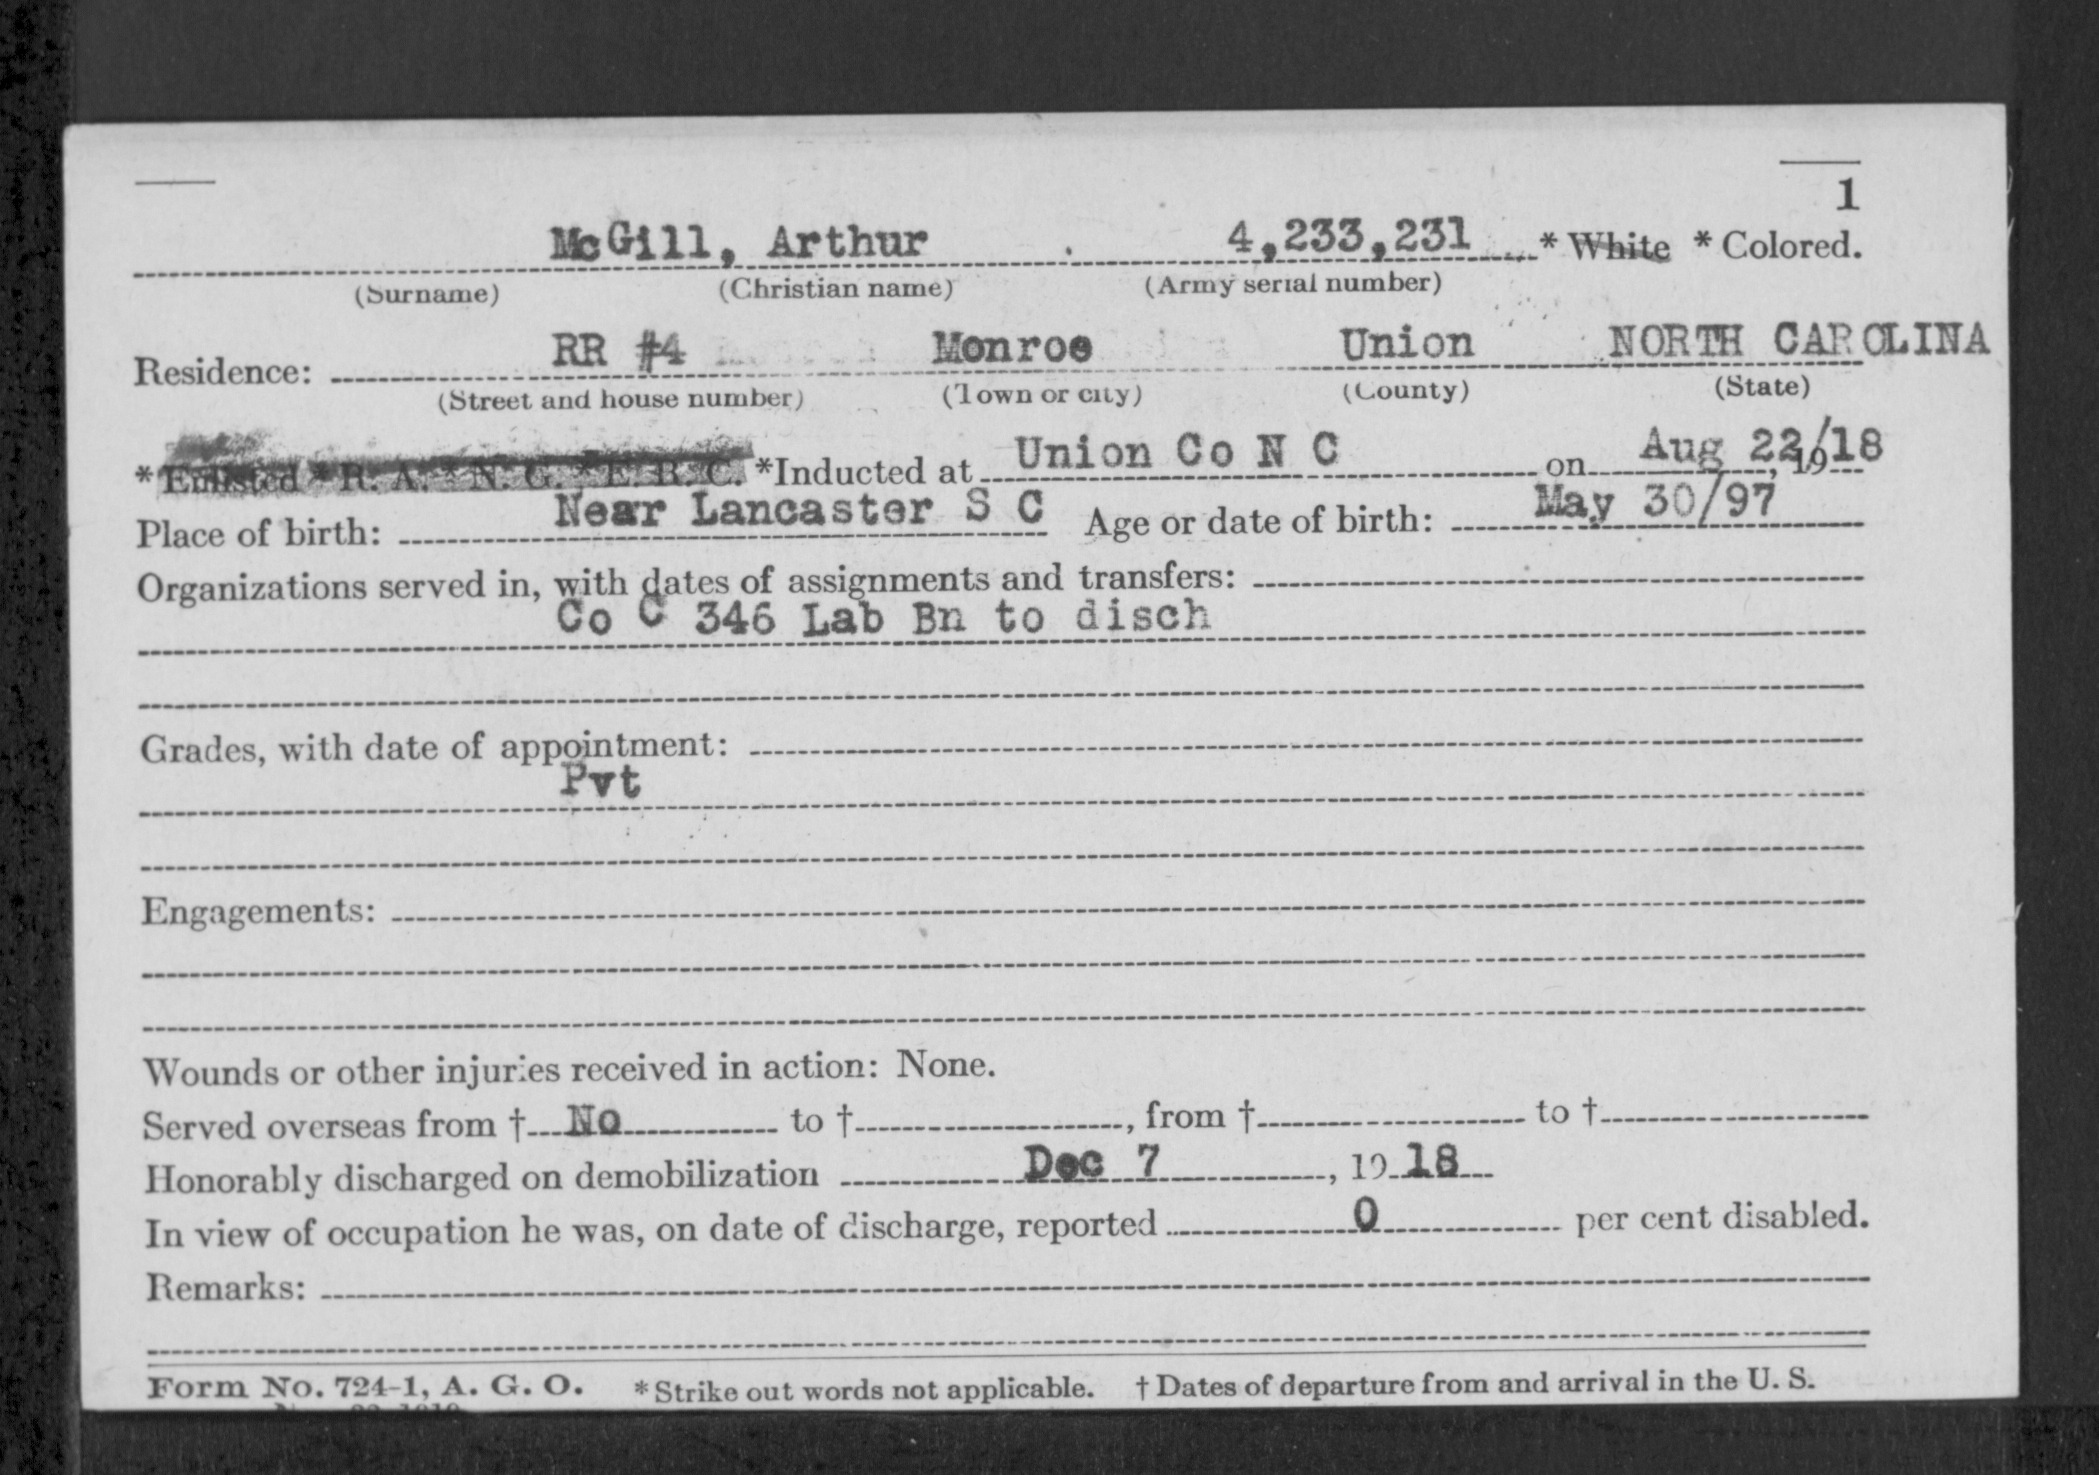 1
McGill, Arthur 4,233,231 * White * Colored.
(Surname) (Christian name) (Army serial number)
Residence: RR #4 Monroe Union NORTH CAROLINA
(Street and house number) (Town or city) (County) (State)
* Enlisted * R. A. * N. G. * E. R. C. *Inducted at Union Co N C on Aug 22/18, 19
Place of birth: Near Lancaster S C Age or date of birth: May 30/97
Organizations served in, with dates of assignments and transfers:
Co C 346 Lab Bn to disch
Grades, with date of appointment:
Pvt
Engagements:
Wounds or other injuries received in action: None.
Served overseas from † No to †, from † to †
Honorably discharged on demobilization Dec 7, 19 18
In view of occupation he was, on date of discharge, reported 0 per cent disabled.
Remarks:
Form No. 724-1, A. G. O. * Strike out words not applicable. † Dates of departure from and arrival in the U. S.